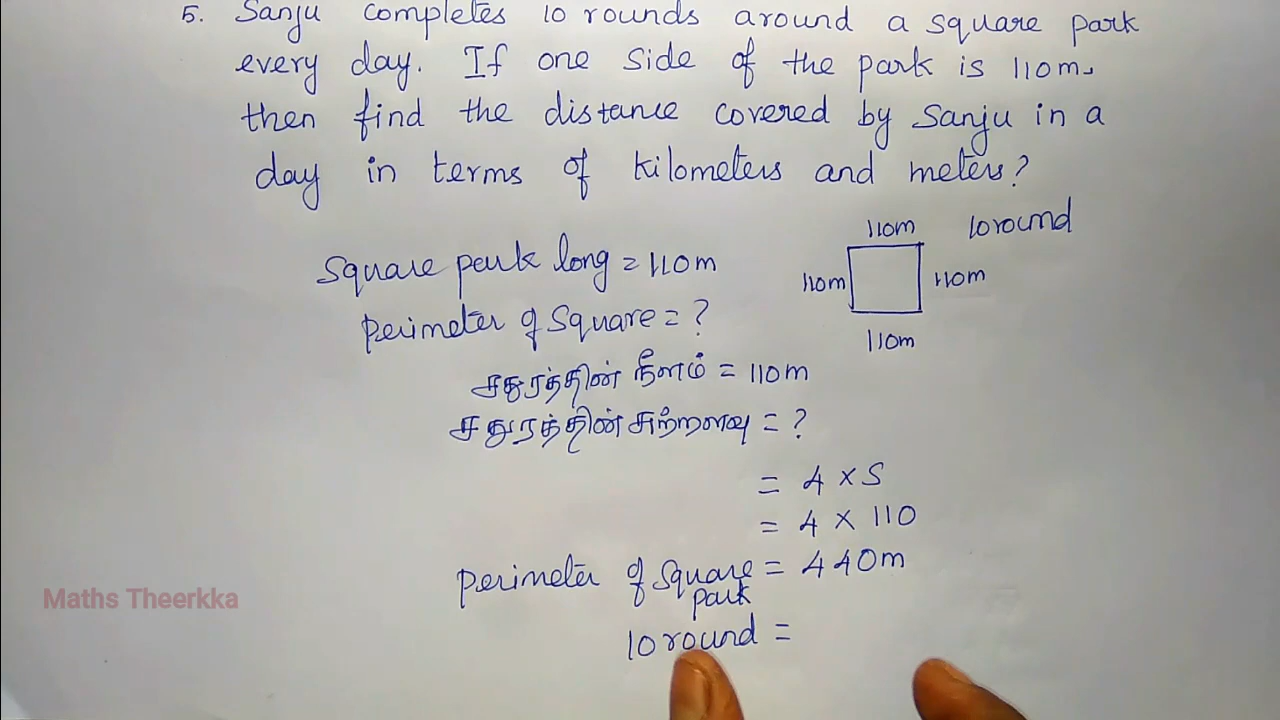 5. Sanju completes 10 rounds around a square park
every day. If one side of the park is 110m,
then find the distance covered by Sanju in a
day in terms of kilometers and meters?
110m 10 round
Square park long = 110m
110m 110m
Perimeter of Square = ?
110m
சதுரத்தின் நீளம் = 110m
சதுரத்தின் சுற்றளவு = ?
= 4 × S
= 4 × 110
Perimeter of Square = 440m
park
Maths Theerkka
10 round =